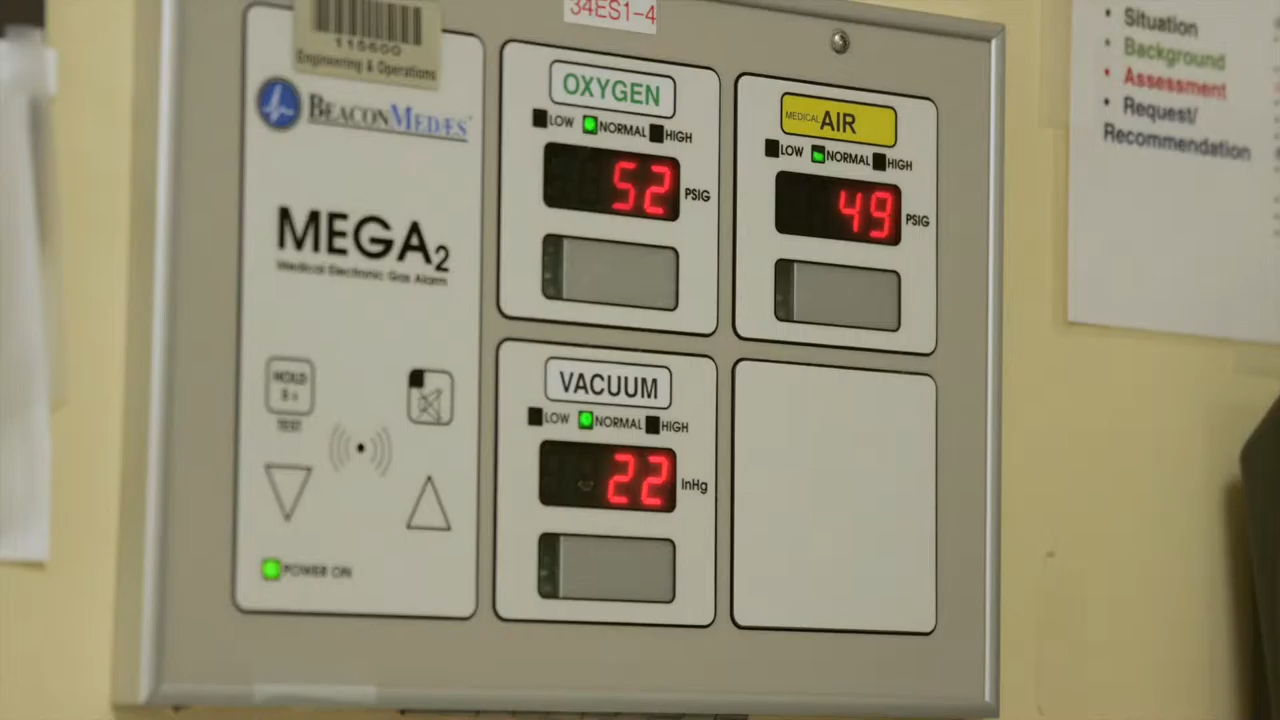 34ES1-4
115600
Engineering & Operations
BEACONMEDÆS
MEGA2
Medical Electronic Gas Alarm
HOLD
TEST
POWER ON
OXYGEN
LOW NORMAL HIGH
52 PSIG
MEDICAL AIR
LOW NORMAL HIGH
49 PSIG
VACUUM
LOW NORMAL HIGH
22 InHg
• Situation
• Background
• Assessment
• Request/
Recommendation